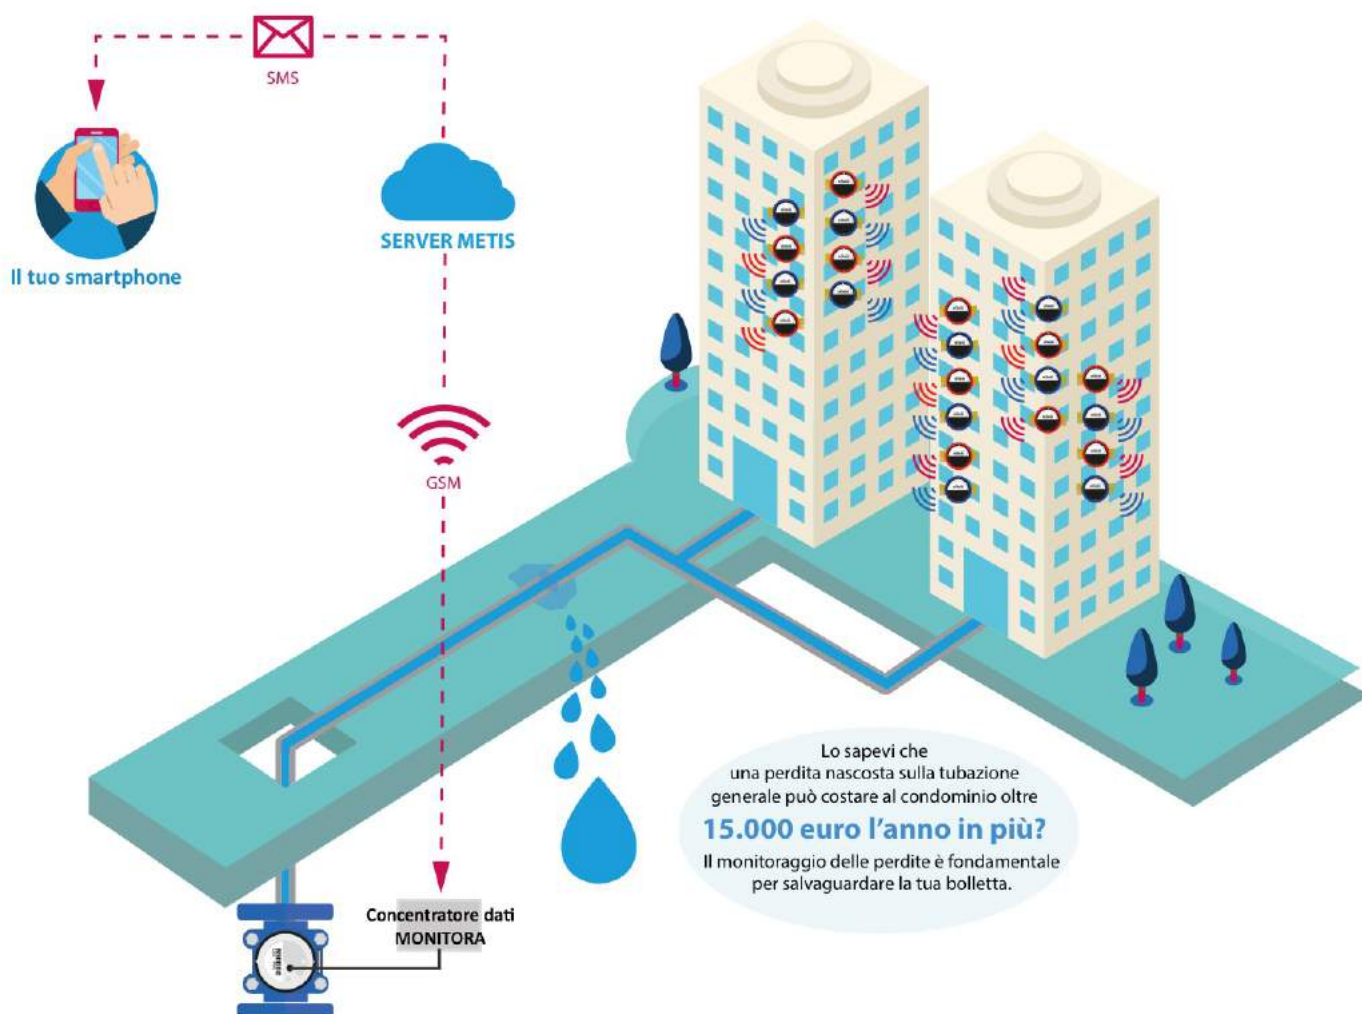 SMS
SERVER METIS
Il tuo smartphone
GSM
Lo sapevi che
una perdita nascosta sulla tubazione
generale può costare al condominio oltre
15.000 euro l'anno in più?
Il monitoraggio delle perdite è fondamentale
per salvaguardare la tua bolletta.
Concentratore dati
MONITORA